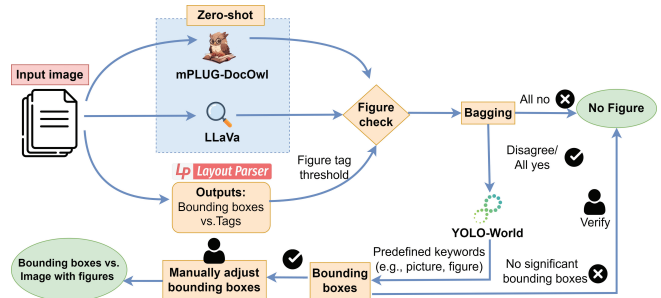 Zero-shot
mPLUG-DocOwl
Input image
LLaVa
Figure
check
Bagging
All no
No Figure
Lp Layout Parser
Outputs:
Bounding boxes
vs.Tags
Figure tag
threshold
Disagree/
All yes
YOLO-World
Verify
Predefined keywords
(e.g., picture, figure)
No significant
bounding boxes
Bounding boxes vs.
Image with figures
Manually adjust
bounding boxes
Bounding
boxes